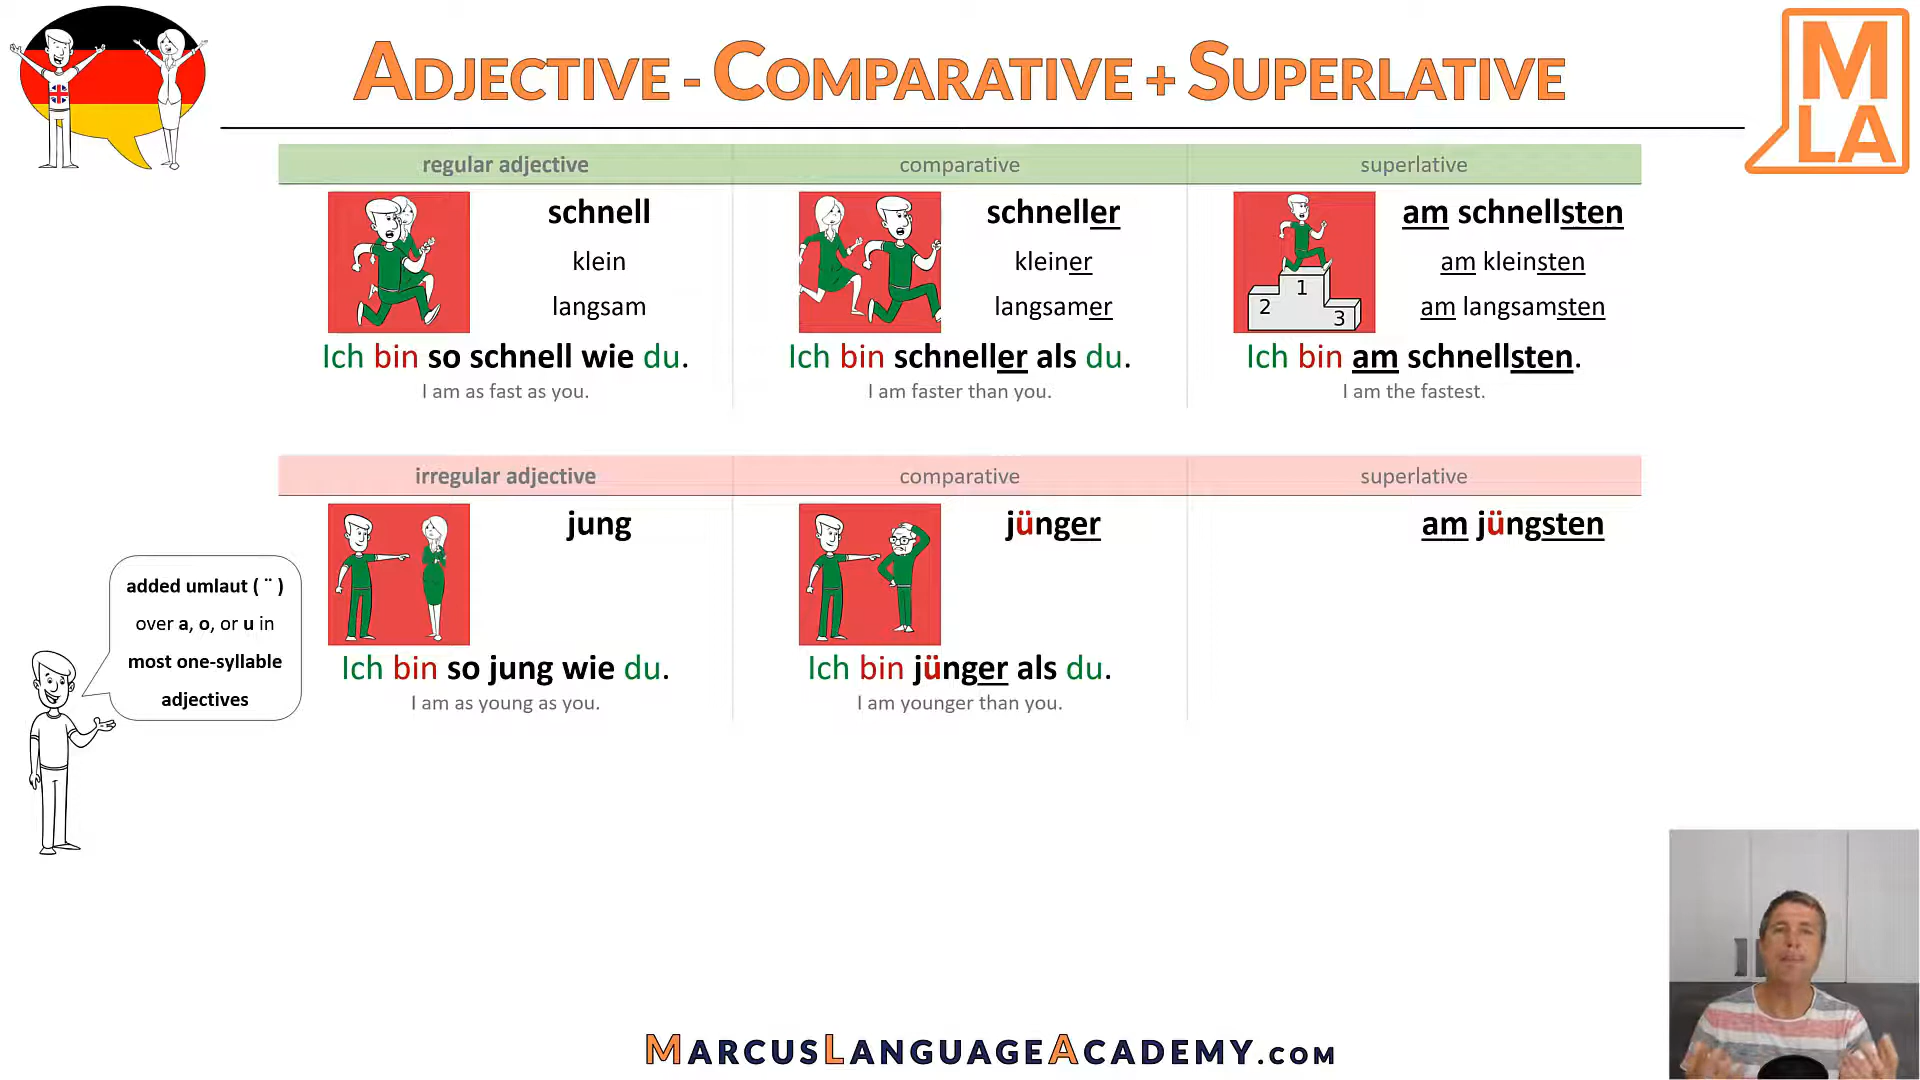 ADJECTIVE - COMPARATIVE + SUPERLATIVE
M
LA
regular adjective comparative superlative
schnell schneller am schnellsten
klein kleiner am kleinsten
langsam langsamer am langsamsten
1
2
3
Ich bin so schnell wie du. Ich bin schneller als du. Ich bin am schnellsten.
I am as fast as you. I am faster than you. I am the fastest.
irregular adjective comparative superlative
jung jünger am jüngsten
added umlaut ( ¨ )
over a, o, or u in
most one-syllable
adjectives
Ich bin so jung wie du. Ich bin jünger als du.
I am as young as you. I am younger than you.
MARCUSLANGUAGEACADEMY.COM